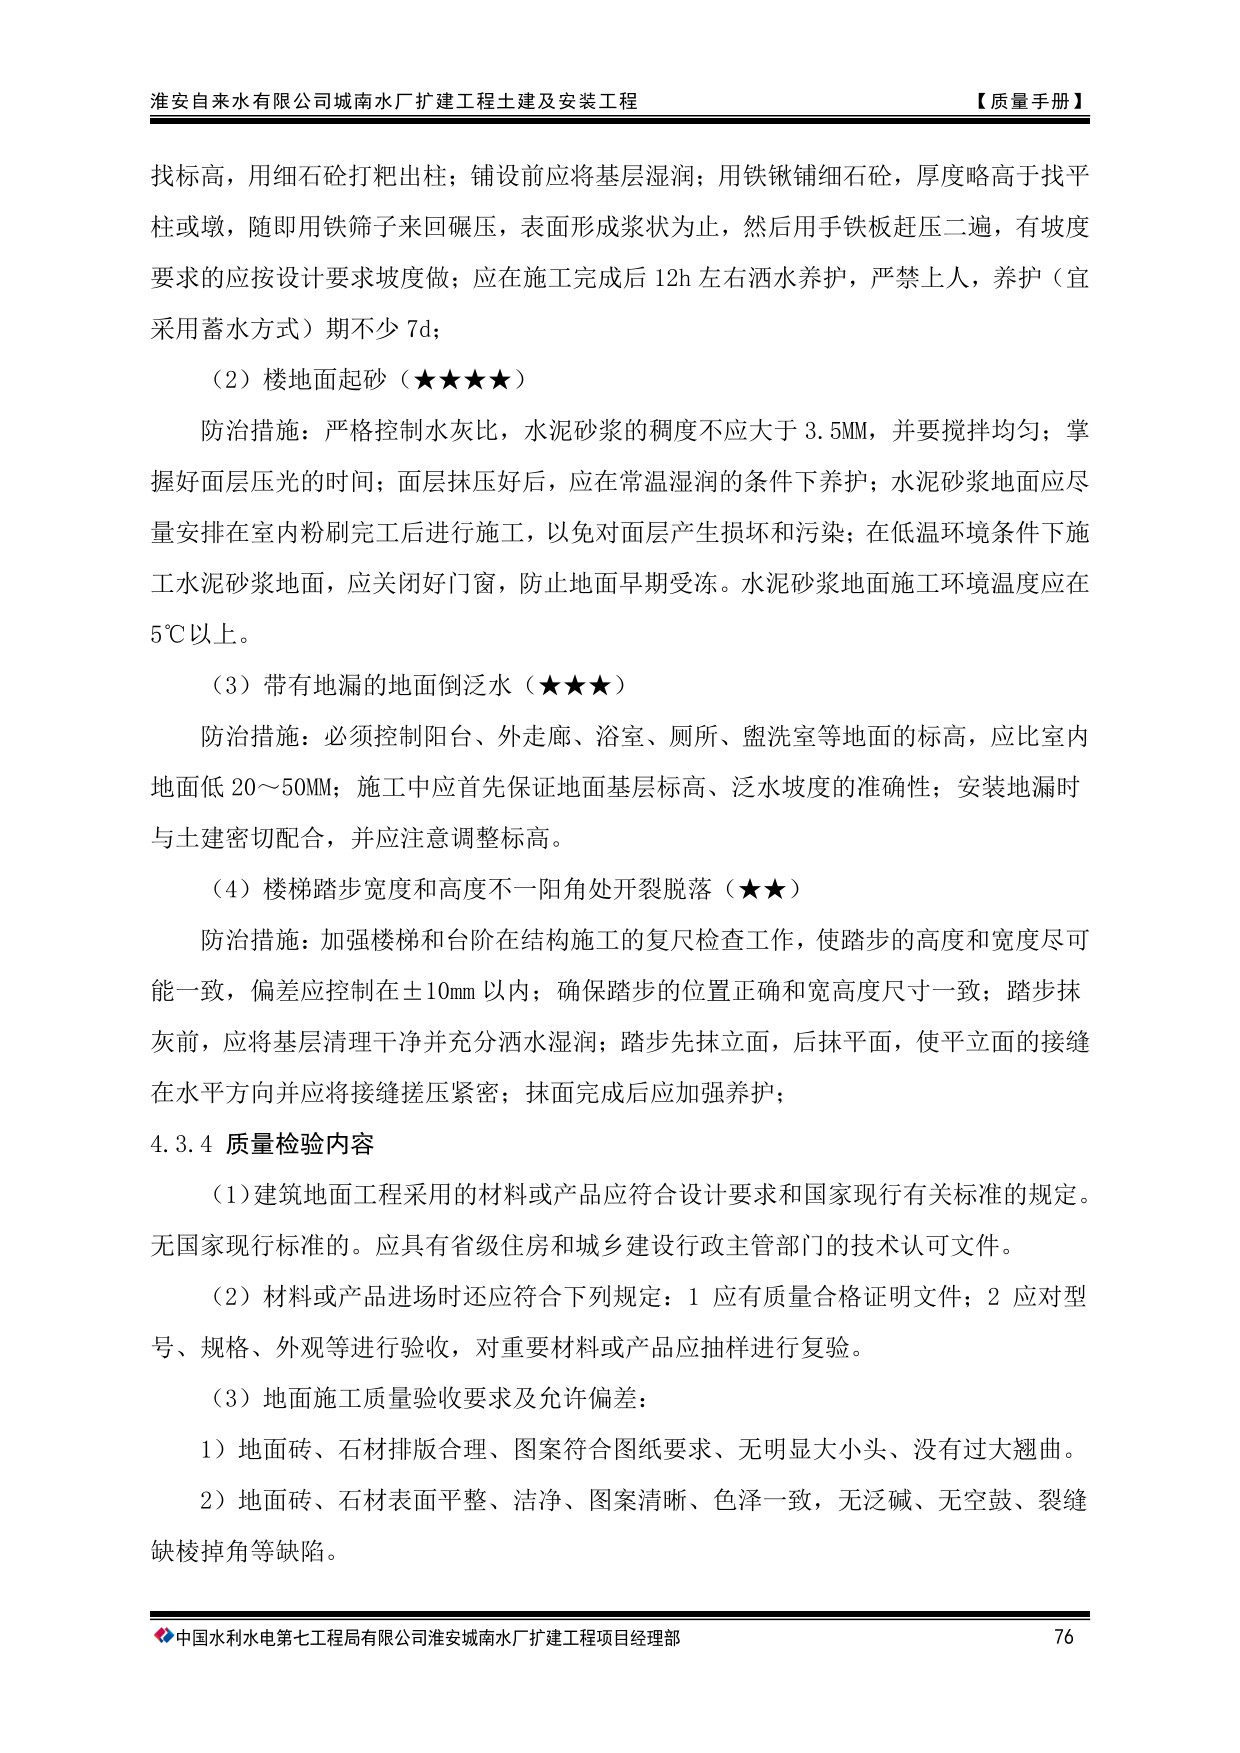 淮安自来水有限公司城南水厂扩建工程土建及安装工程 【质量手册】
找标高，用细石砼打粑出柱；铺设前应将基层湿润；用铁锹铺细石砼，厚度略高于找平
柱或墩，随即用铁筛子来回碾压，表面形成浆状为止，然后用手铁板赶压二遍，有坡度
要求的应按设计要求坡度做；应在施工完成后 12h 左右洒水养护，严禁上人，养护（宜
采用蓄水方式）期不少 7d；
（2）楼地面起砂（★★★★）
防治措施：严格控制水灰比，水泥砂浆的稠度不应大于 3.5MM，并要搅拌均匀；掌
握好面层压光的时间；面层抹压好后，应在常温湿润的条件下养护；水泥砂浆地面应尽
量安排在室内粉刷完工后进行施工，以免对面层产生损坏和污染；在低温环境条件下施
工水泥砂浆地面，应关闭好门窗，防止地面早期受冻。水泥砂浆地面施工环境温度应在
5℃以上。
（3）带有地漏的地面倒泛水（★★★）
防治措施：必须控制阳台、外走廊、浴室、厕所、盥洗室等地面的标高，应比室内
地面低 20～50MM；施工中应首先保证地面基层标高、泛水坡度的准确性；安装地漏时
与土建密切配合，并应注意调整标高。
（4）楼梯踏步宽度和高度不一阳角处开裂脱落（★★）
防治措施：加强楼梯和台阶在结构施工的复尺检查工作，使踏步的高度和宽度尽可
能一致，偏差应控制在±10mm 以内；确保踏步的位置正确和宽高度尺寸一致；踏步抹
灰前，应将基层清理干净并充分洒水湿润；踏步先抹立面，后抹平面，使平立面的接缝
在水平方向并应将接缝搓压紧密；抹面完成后应加强养护；
4.3.4 质量检验内容
（1）建筑地面工程采用的材料或产品应符合设计要求和国家现行有关标准的规定。
无国家现行标准的。应具有省级住房和城乡建设行政主管部门的技术认可文件。
（2）材料或产品进场时还应符合下列规定：1 应有质量合格证明文件；2 应对型
号、规格、外观等进行验收，对重要材料或产品应抽样进行复验。
（3）地面施工质量验收要求及允许偏差：
1）地面砖、石材排版合理、图案符合图纸要求、无明显大小头、没有过大翘曲。
2）地面砖、石材表面平整、洁净、图案清晰、色泽一致，无泛碱、无空鼓、裂缝
缺棱掉角等缺陷。
中国水利水电第七工程局有限公司淮安城南水厂扩建工程项目经理部 76